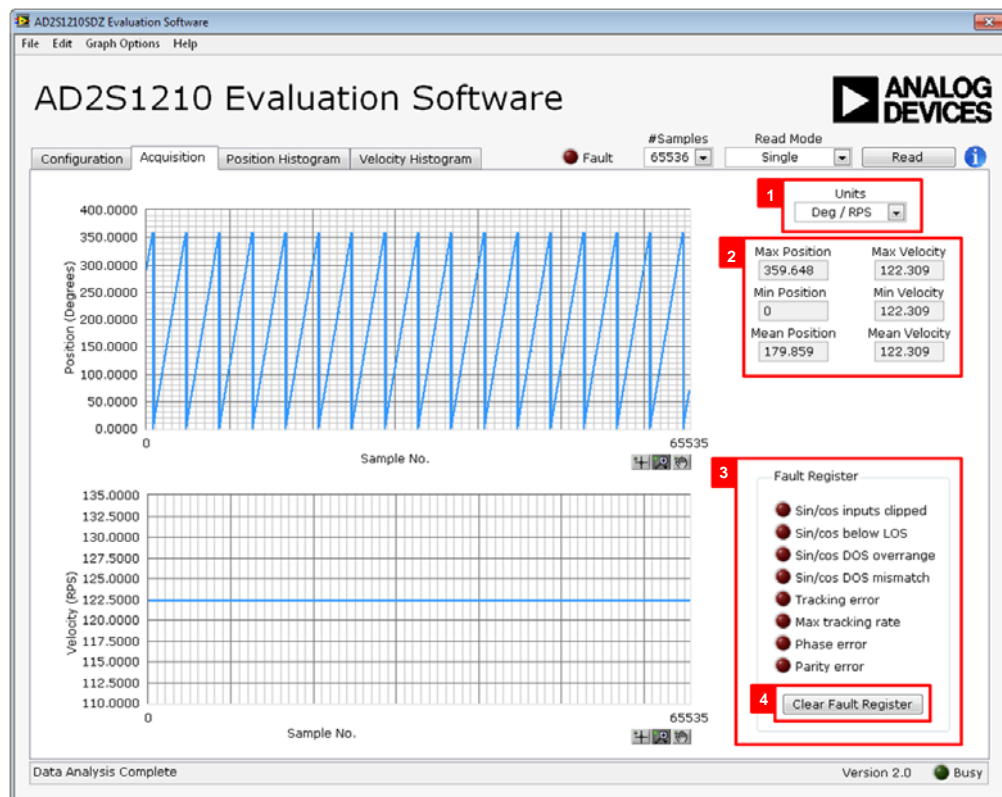 AD2S1210SDZ Evaluation Software
File Edit Graph Options Help
AD2S1210 Evaluation Software
ANALOG
DEVICES
#Samples
Read Mode
Configuration
Acquisition
Position Histogram
Velocity Histogram
Fault
65536
Single
Read
i
1
Units
Deg / RPS
2
Max Position
Max Velocity
359.648
122.309
Min Position
Min Velocity
0
122.309
Mean Position
Mean Velocity
179.859
122.309
Position (Degrees)
400.0000
350.0000
300.0000
250.0000
200.0000
150.0000
100.0000
50.0000
0.0000
0
65535
Sample No.
Velocity (RPS)
135.0000
132.5000
130.0000
127.5000
125.0000
122.5000
120.0000
117.5000
115.0000
112.5000
110.0000
0
65535
Sample No.
3
Fault Register
Sin/cos inputs clipped
Sin/cos below LOS
Sin/cos DOS overrange
Sin/cos DOS mismatch
Tracking error
Max tracking rate
Phase error
Parity error
4
Clear Fault Register
Data Analysis Complete
Version 2.0
Busy